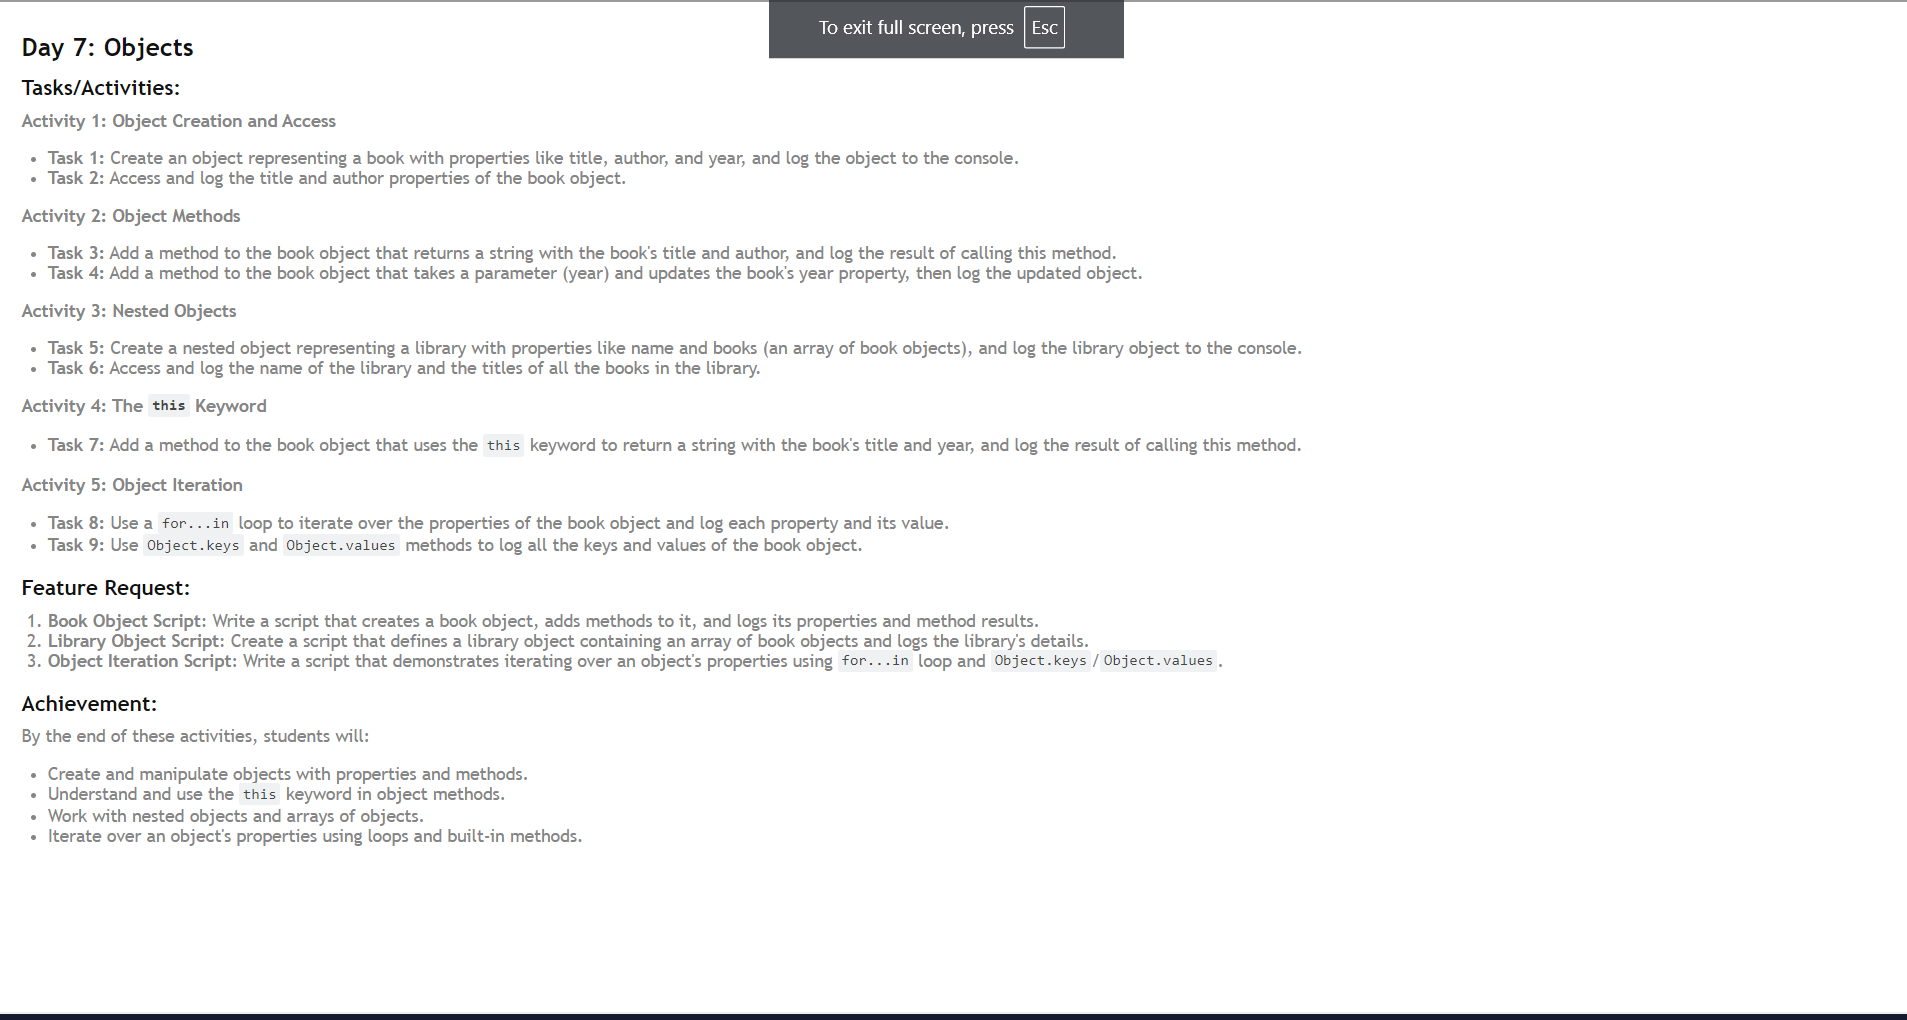 To exit full screen, press Esc
Day 7: Objects
Tasks/Activities:
Activity 1: Object Creation and Access
• Task 1: Create an object representing a book with properties like title, author, and year, and log the object to the console.
• Task 2: Access and log the title and author properties of the book object.
Activity 2: Object Methods
• Task 3: Add a method to the book object that returns a string with the book's title and author, and log the result of calling this method.
• Task 4: Add a method to the book object that takes a parameter (year) and updates the book's year property, then log the updated object.
Activity 3: Nested Objects
• Task 5: Create a nested object representing a library with properties like name and books (an array of book objects), and log the library object to the console.
• Task 6: Access and log the name of the library and the titles of all the books in the library.
Activity 4: The this Keyword
• Task 7: Add a method to the book object that uses the this keyword to return a string with the book's title and year, and log the result of calling this method.
Activity 5: Object Iteration
• Task 8: Use a for...in loop to iterate over the properties of the book object and log each property and its value.
• Task 9: Use Object.keys and Object.values methods to log all the keys and values of the book object.
Feature Request:
1. Book Object Script: Write a script that creates a book object, adds methods to it, and logs its properties and method results.
2. Library Object Script: Create a script that defines a library object containing an array of book objects and logs the library's details.
3. Object Iteration Script: Write a script that demonstrates iterating over an object's properties using for...in loop and Object.keys/Object.values.
Achievement:
By the end of these activities, students will:
• Create and manipulate objects with properties and methods.
• Understand and use the this keyword in object methods.
• Work with nested objects and arrays of objects.
• Iterate over an object's properties using loops and built-in methods.